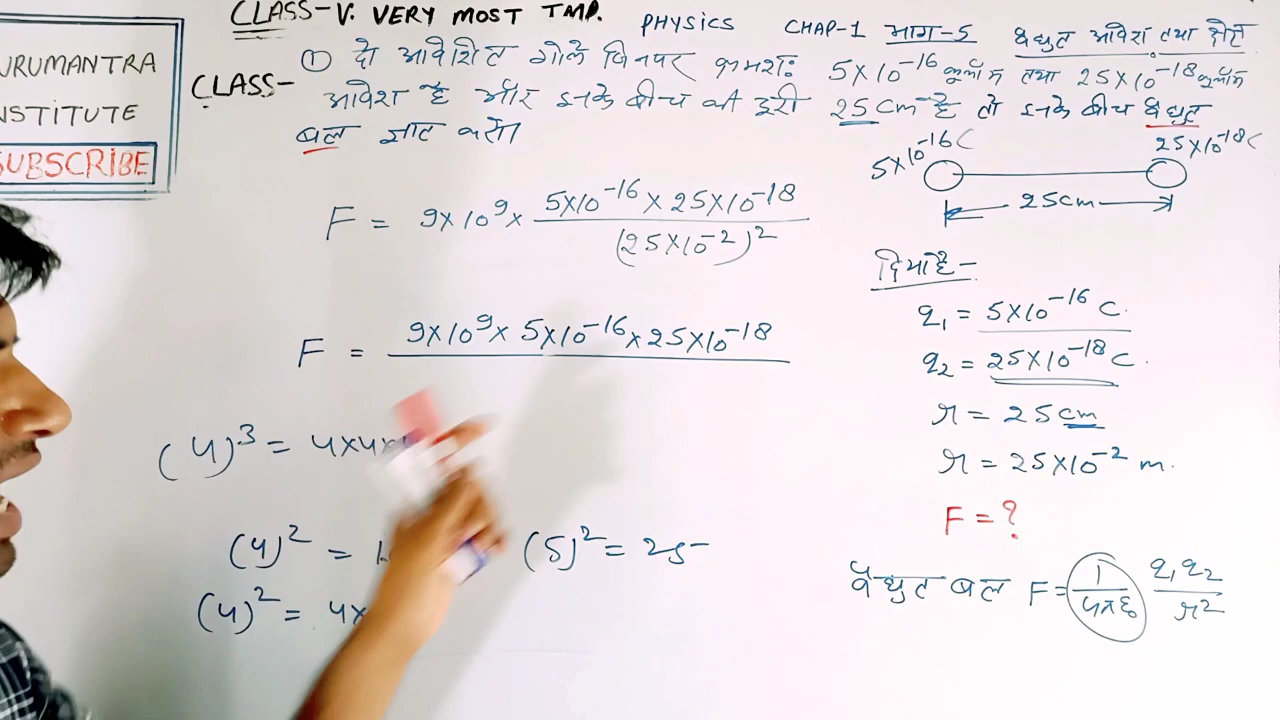 CLASS- V. VERY MOST IMP.
PHYSICS CHAP-1 भाग-5 वैद्युत आवेश तथा क्षेत्र
URUMANTRA
NSTITUTE
SUBSCRIBE
CLASS-
① दो आवेशित गोले जिनपर क्रमशः 5×10⁻¹⁶ कूलॉम तथा 25×10⁻¹⁸ कूलॉम
आवेश है और इनके बीच की दूरी 25cm है तो इनके बीच वैद्युत
बल ज्ञात करो।
5×10⁻¹⁶C 25×10⁻¹⁸C
25cm
F = 9×10⁹× 5×10⁻¹⁶×25×10⁻¹⁸
(25×10⁻²)²
F = 9×10⁹×5×10⁻¹⁶×25×10⁻¹⁸
(4)³ = 4×4×
(4)² = 1
(5)² = 25
(4)² = 4×
दिया है-
q₁ = 5×10⁻¹⁶ C.
q₂ = 25×10⁻¹⁸ C.
r = 25 cm
r = 25×10⁻² m.
F = ?
वैद्युत बल F = 1/4πε q₁q₂/r²